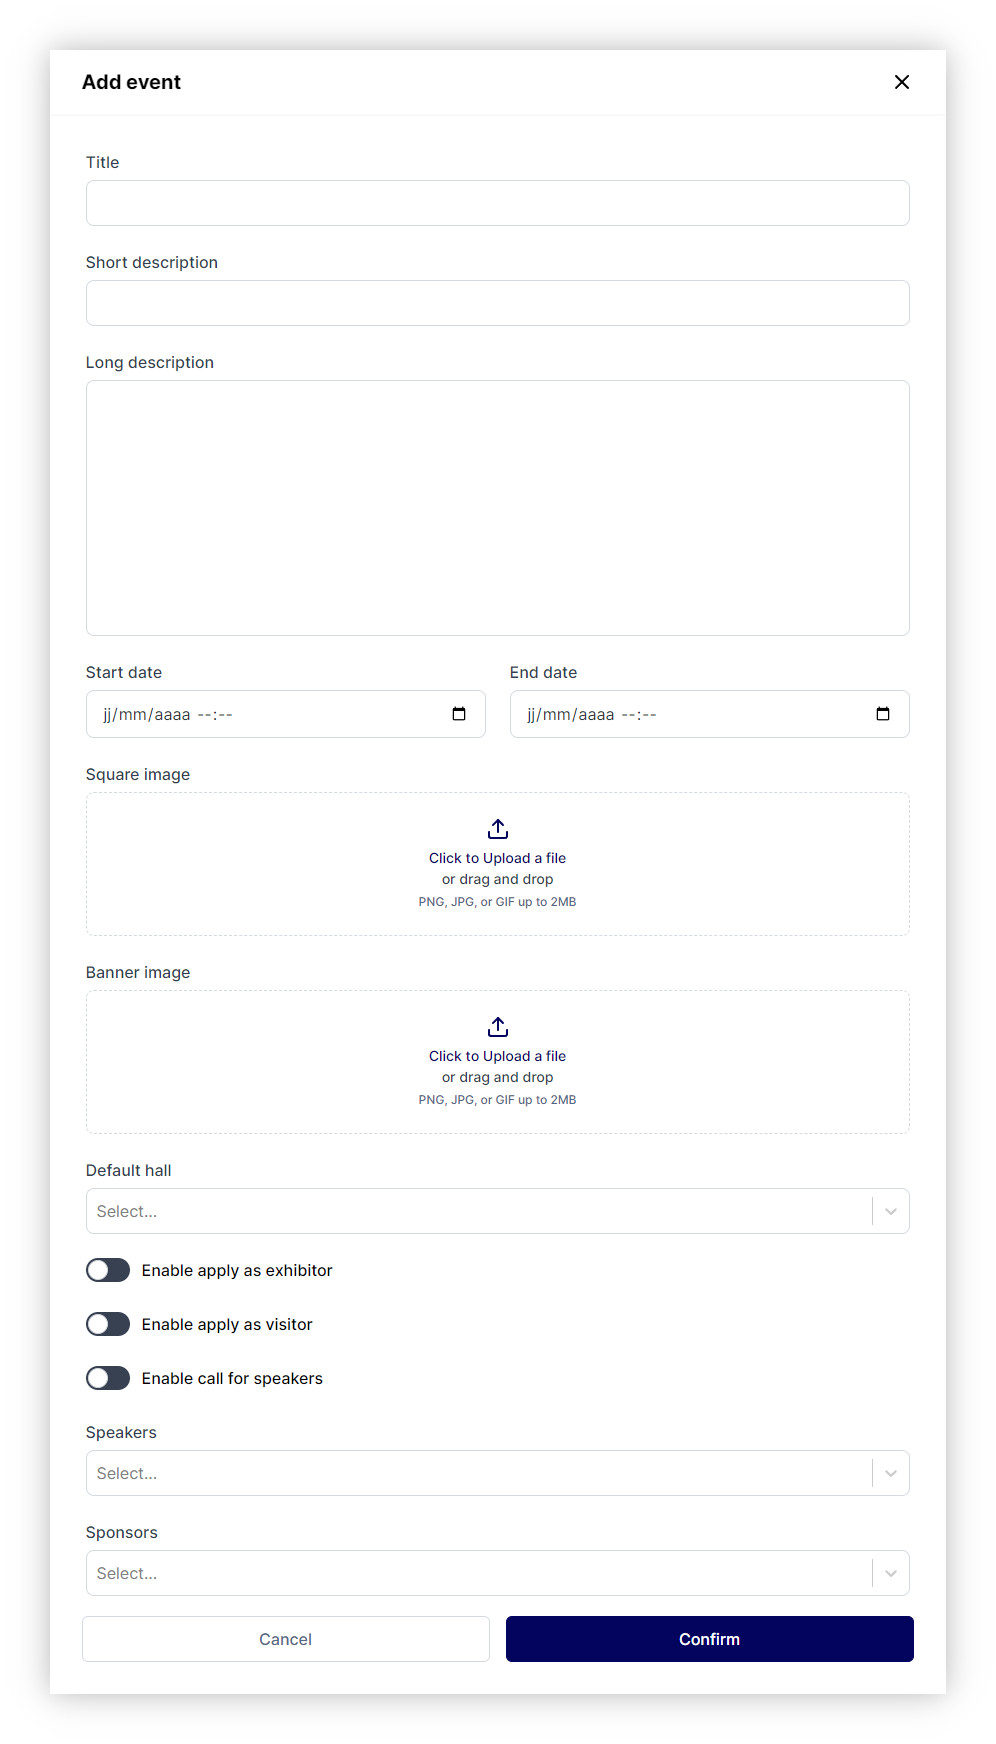 Add event
Title
Short description
Long description
Start date
End date
jj/mm/aaaa --:--
jj/mm/aaaa --:--
Square image
Click to Upload a file
or drag and drop
PNG, JPG, or GIF up to 2MB
Banner image
Click to Upload a file
or drag and drop
PNG, JPG, or GIF up to 2MB
Default hall
Select...
Enable apply as exhibitor
Enable apply as visitor
Enable call for speakers
Speakers
Select...
Sponsors
Select...
Cancel
Confirm